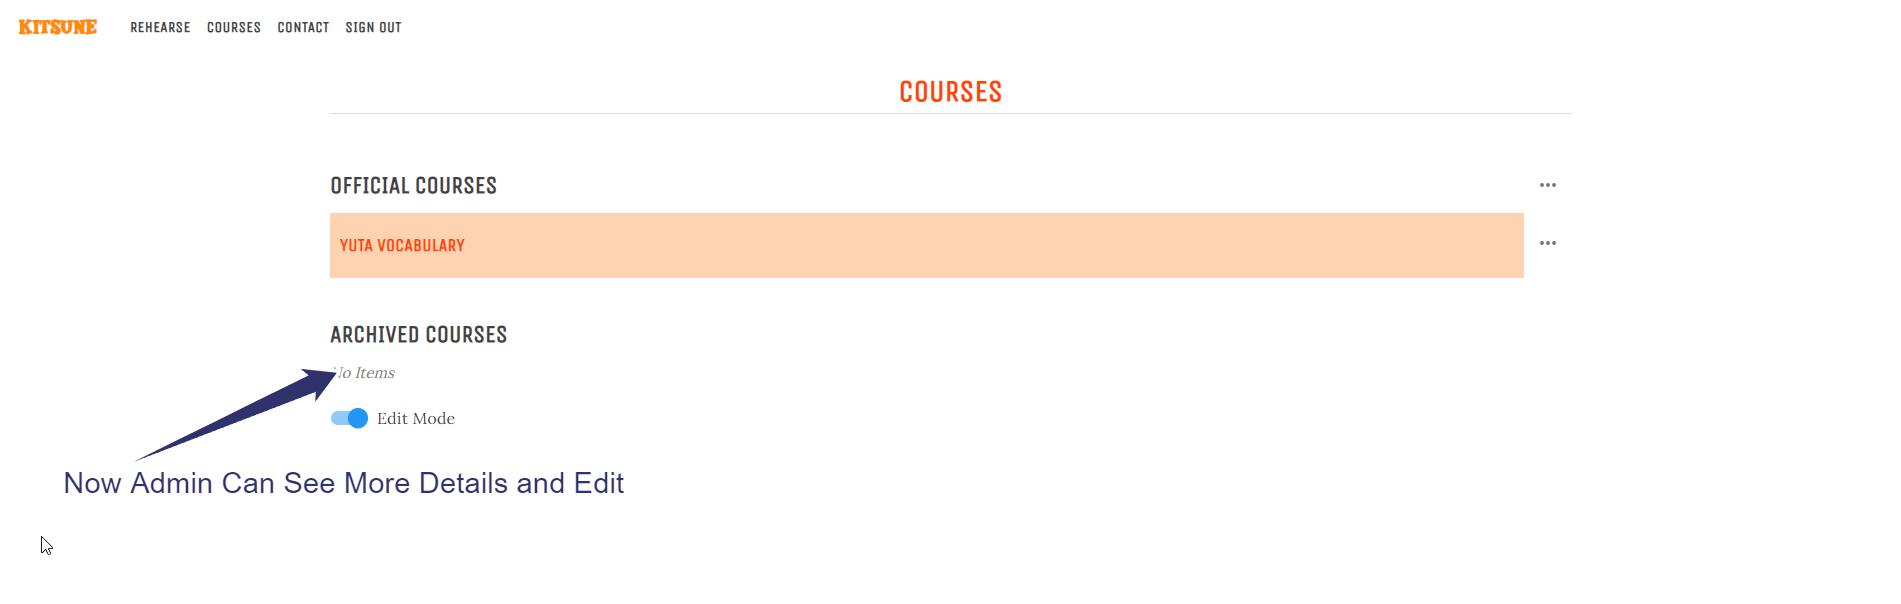 KITSUNE REHEARSE COURSES CONTACT SIGN OUT
COURSES
OFFICIAL COURSES
YUTA VOCABULARY
ARCHIVED COURSES
No Items
Edit Mode
Now Admin Can See More Details and Edit